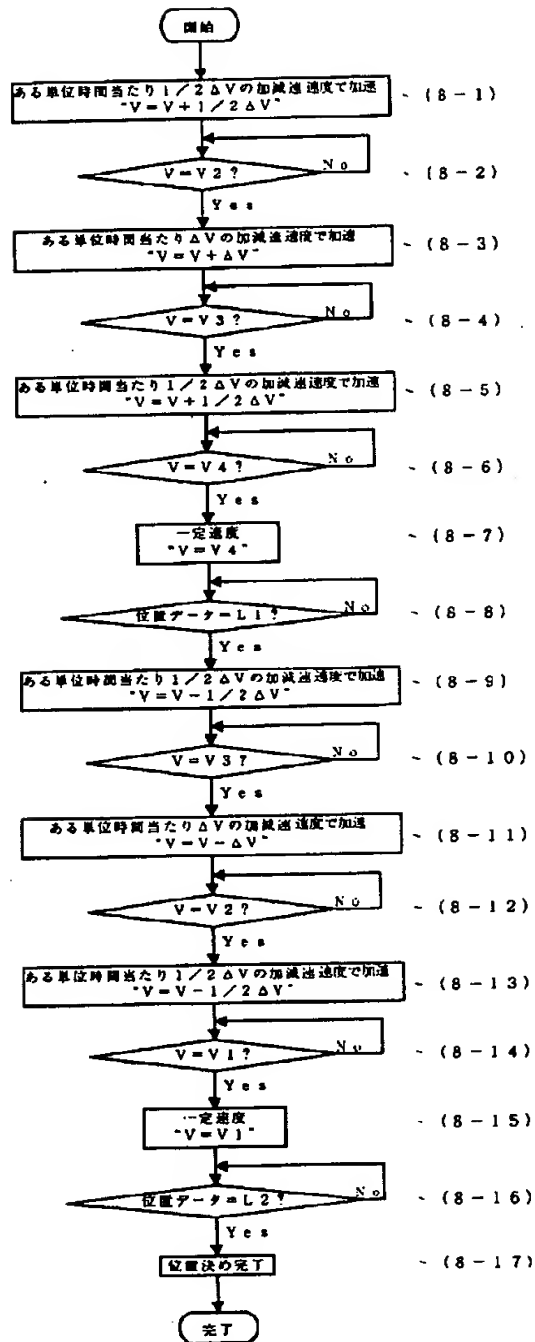 開始
ある単位時間当たり1/2ΔVの加減速速度で加速
"V=V+1/2ΔV"
~(8-1)
V=V2?
No
~(8-2)
Yes
ある単位時間当たりΔVの加減速速度で加速
"V=V+ΔV"
~(8-3)
V=V3?
No
~(8-4)
Yes
ある単位時間当たり1/2ΔVの加減速速度で加速
"V=V+1/2ΔV"
~(8-5)
V=V4?
No
~(8-6)
Yes
一定速度
"V=V4"
~(8-7)
位置データ=L1?
No
~(8-8)
Yes
ある単位時間当たり1/2ΔVの加減速速度で加速
"V=V-1/2ΔV"
~(8-9)
V=V3?
No
~(8-10)
Yes
ある単位時間当たりΔVの加減速速度で加速
"V=V-ΔV"
~(8-11)
V=V2?
No
~(8-12)
Yes
ある単位時間当たり1/2ΔVの加減速速度で加速
"V=V-1/2ΔV"
~(8-13)
V=V1?
No
~(8-14)
Yes
一定速度
"V=V1"
~(8-15)
位置データ=L2?
No
~(8-16)
Yes
位置決め完了
~(8-17)
完了